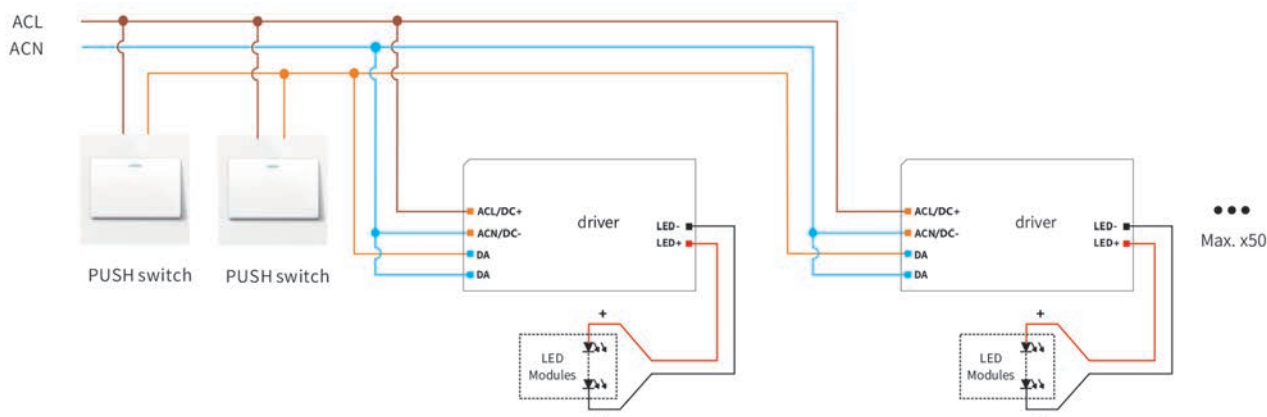 ACL
ACN
PUSH switch
PUSH switch
ACL/DC+
ACN/DC-
DA
DA
driver
LED-
LED+
+
LED
Modules
ACL/DC+
ACN/DC-
DA
DA
driver
LED-
LED+
+
LED
Modules
•••
Max. x50